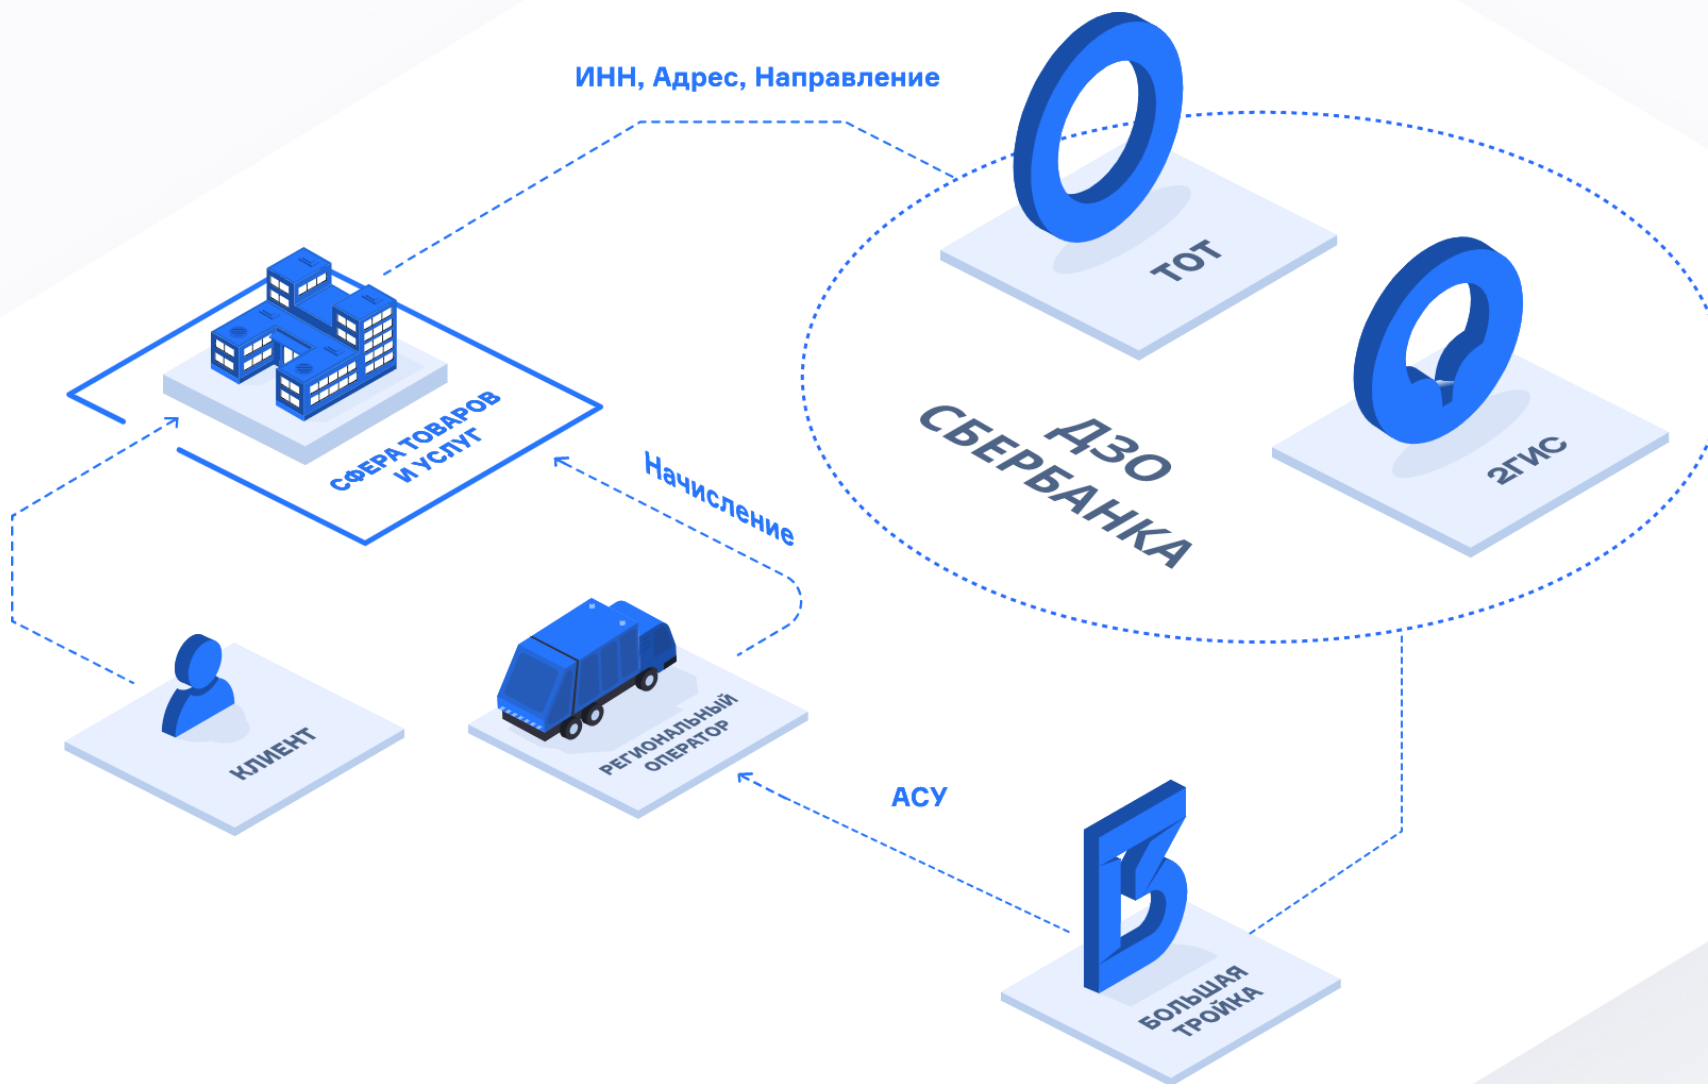 ИНН, Адрес, Направление
ТОТ
2ГИС
ДЗО
СБЕРБАНКА
СФЕРА ТОВАРОВ
И УСЛУГ
Начисление
КЛИЕНТ
РЕГИОНАЛЬНЫЙ
ОПЕРАТОР
АСУ
БОЛЬШАЯ
ТРОЙКА